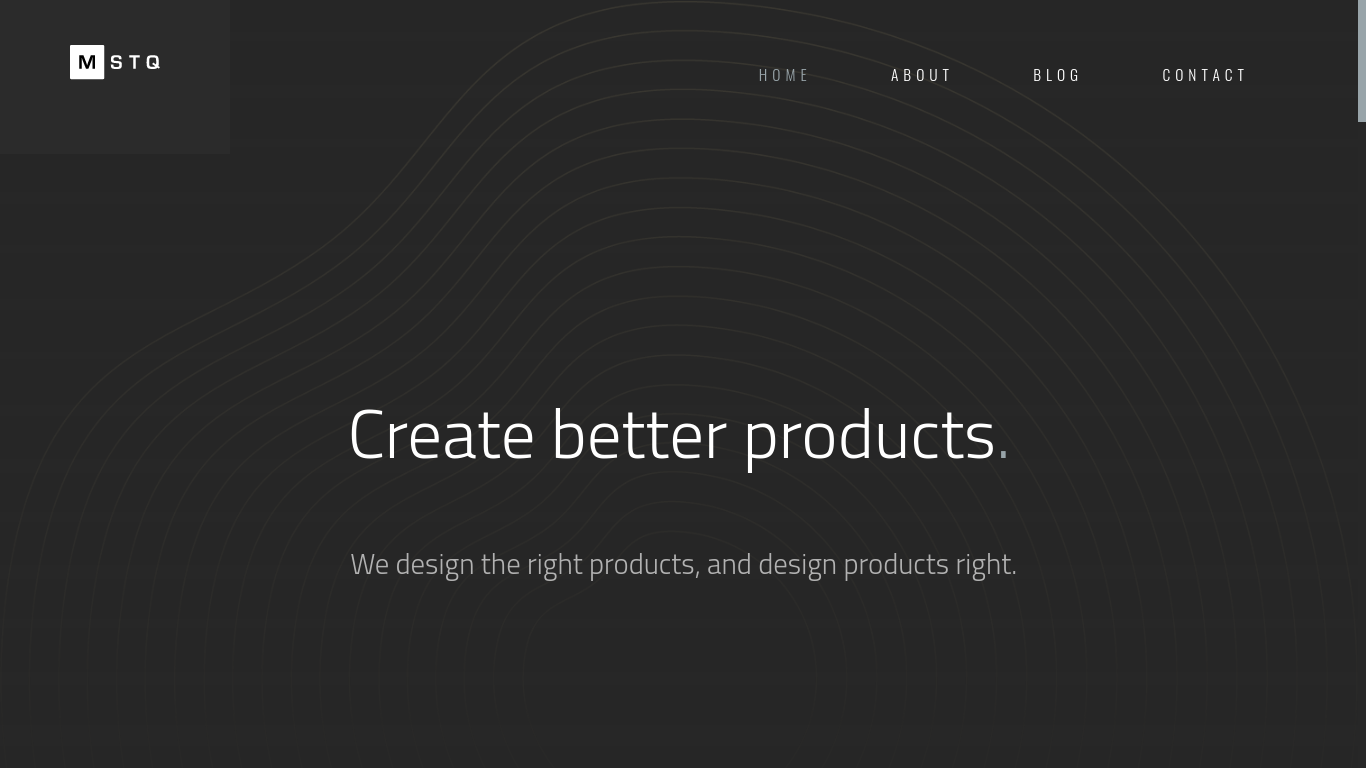 MSTQ
HOME ABOUT BLOG CONTACT
Create better products.
We design the right products, and design products right.